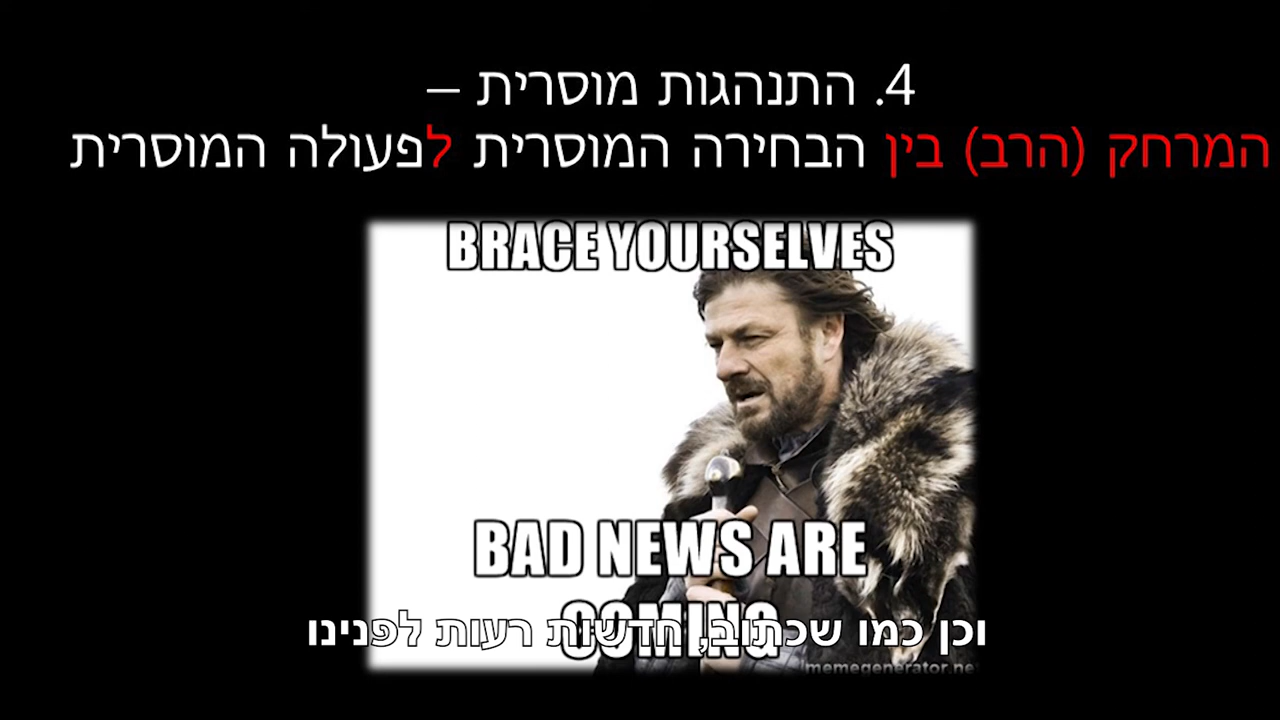 4. התנהגות מוסרית –
המרחק (הרב) בין הבחירה המוסרית לפעולה המוסרית
BRACE YOURSELVES
BAD NEWS ARE
COMING
וכן כמו שכתוב, חדשות רעות לפנינו
memegenerator.ne